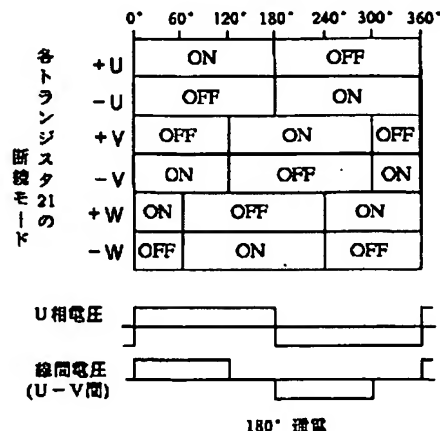 0° 60° 120° 180° 240° 300° 360°
各トランジスタ21の
断続モード
+U ON OFF
−U OFF ON
+V OFF ON OFF
−V ON OFF ON
+W ON OFF ON
−W OFF ON OFF
U相電圧
線間電圧
(U−V間)
180° 通電